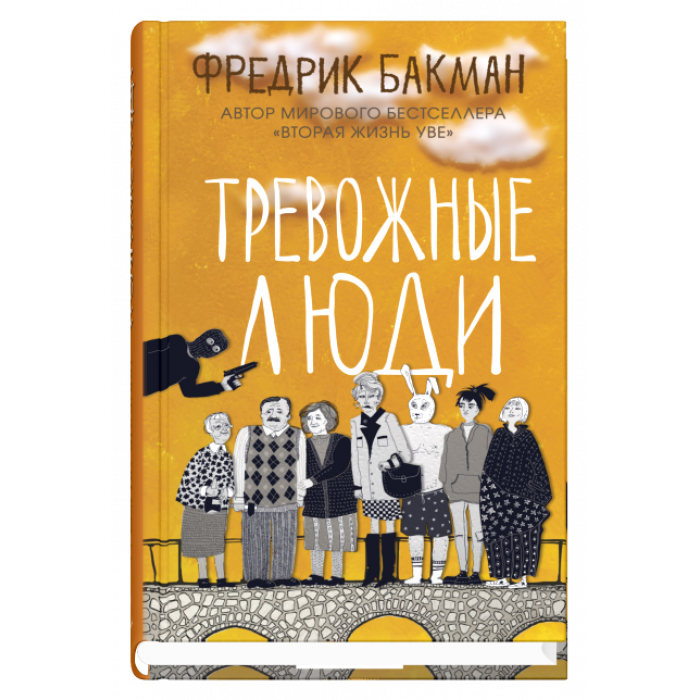 ФРЕДРИК БАКМАН
АВТОР МИРОВОГО БЕСТСЕЛЛЕРА
«ВТОРАЯ ЖИЗНЬ УВЕ»
ТРЕВОЖНЫЕ
ЛЮДИ